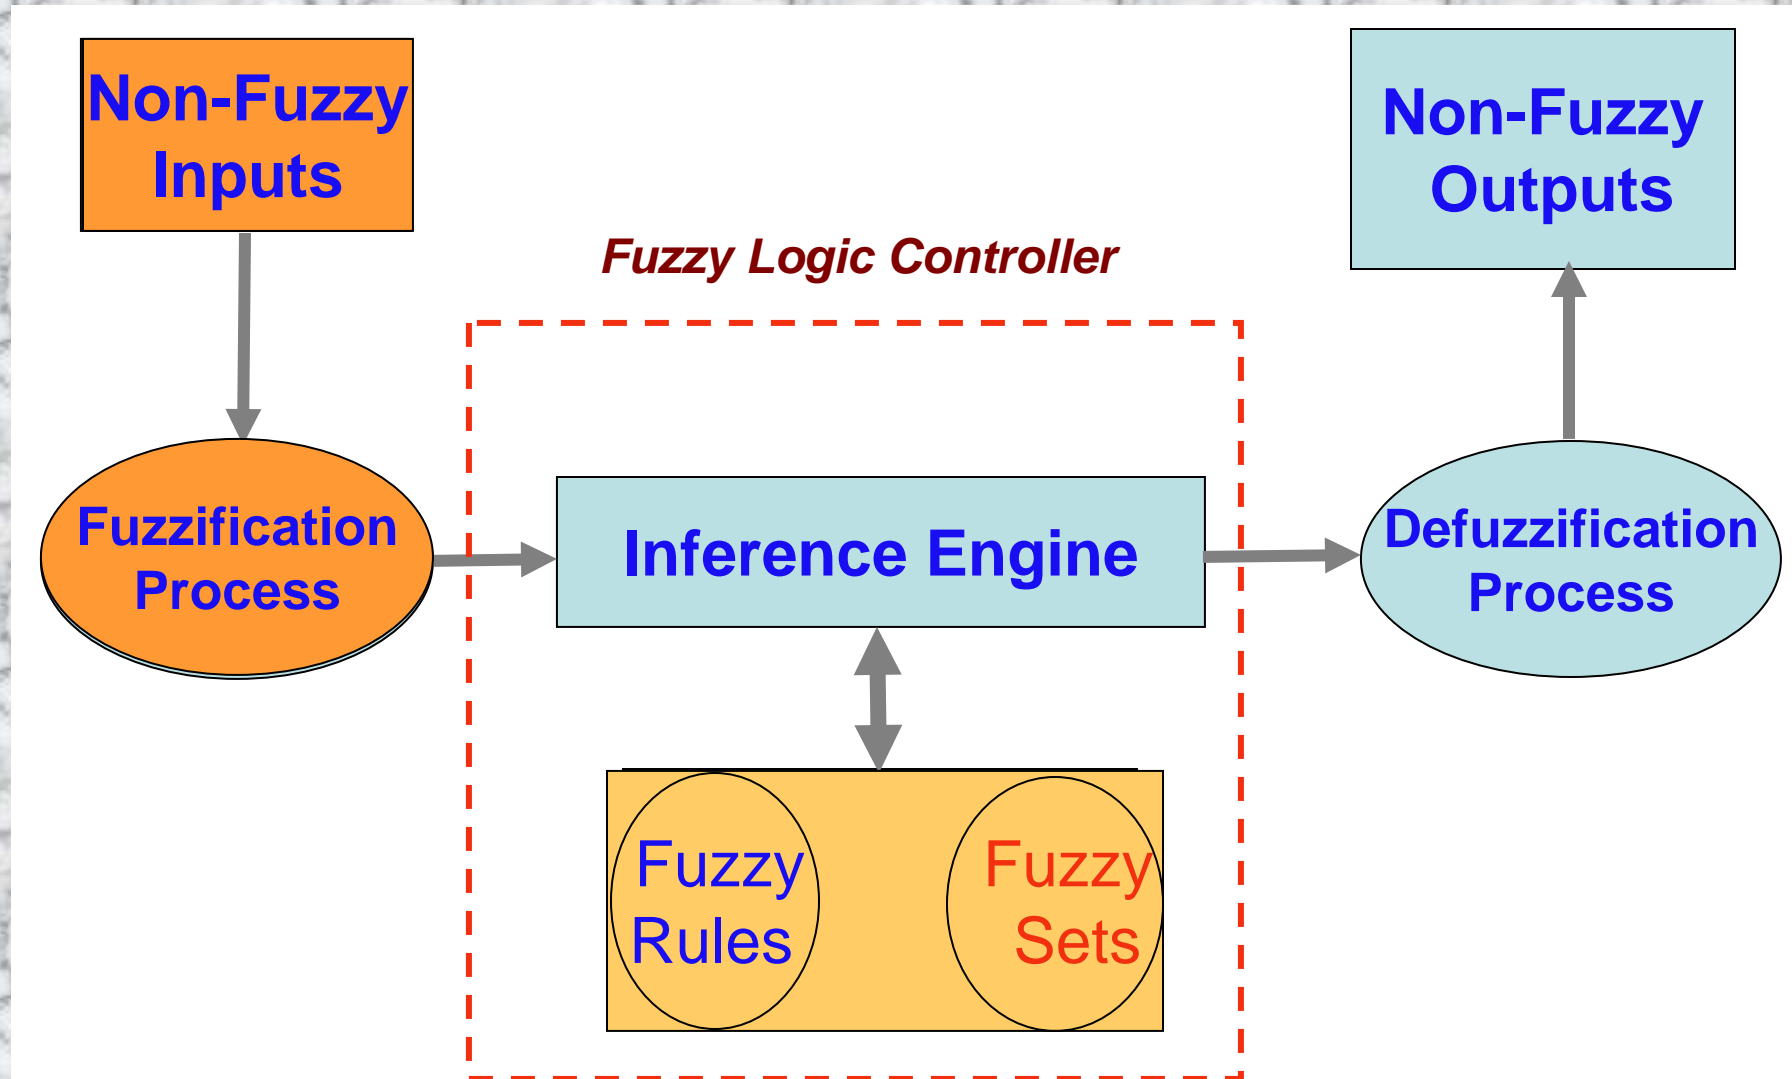 Non-Fuzzy
Inputs
Non-Fuzzy
Outputs
Fuzzy Logic Controller
Fuzzification
Process
Inference Engine
Defuzzification
Process
Fuzzy
Rules
Fuzzy
Sets